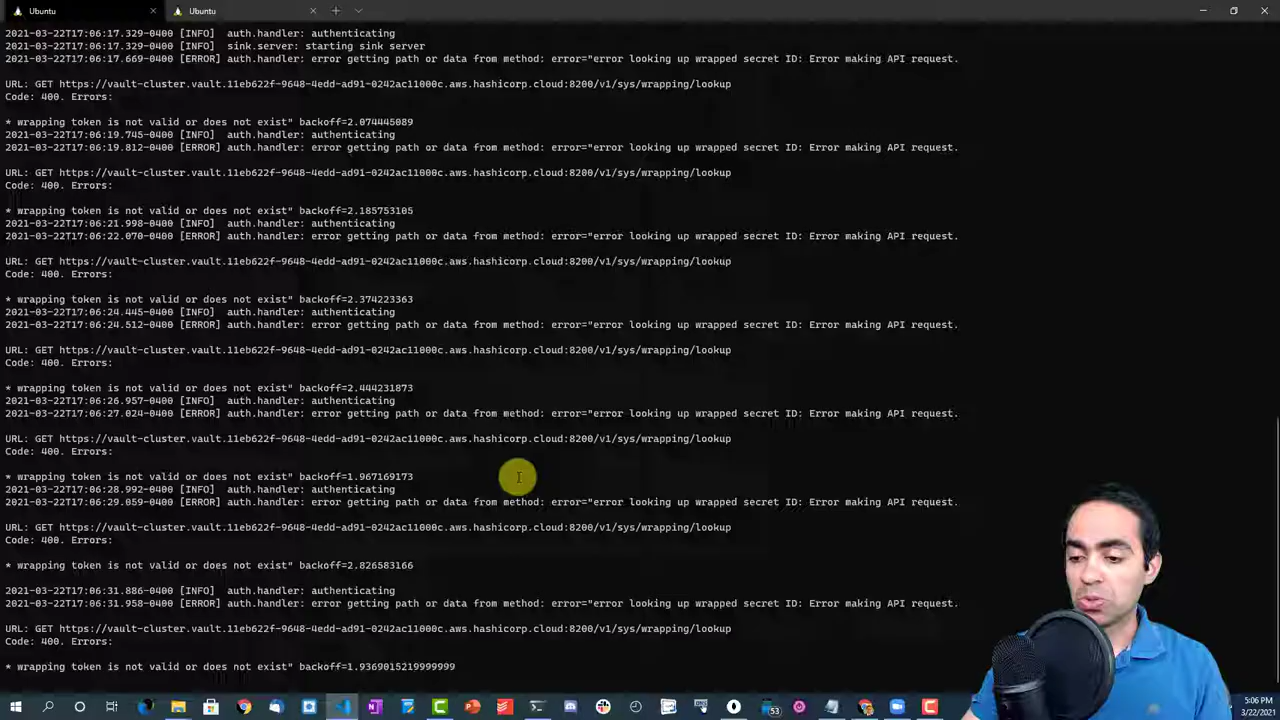 Ubuntu
Ubuntu
2021-03-22T17:06:17.329-0400 [INFO]  auth.handler: authenticating
2021-03-22T17:06:17.329-0400 [INFO]  sink.server: starting sink server
2021-03-22T17:06:17.669-0400 [ERROR] auth.handler: error getting path or data from method: error="error looking up wrapped secret ID: Error making API request.
URL: GET https://vault-cluster.vault.11eb622f-9648-4edd-ad91-0242ac11000c.aws.hashicorp.cloud:8200/v1/sys/wrapping/lookup
Code: 400. Errors:
* wrapping token is not valid or does not exist" backoff=2.074445089
2021-03-22T17:06:19.745-0400 [INFO]  auth.handler: authenticating
2021-03-22T17:06:19.812-0400 [ERROR] auth.handler: error getting path or data from method: error="error looking up wrapped secret ID: Error making API request.
URL: GET https://vault-cluster.vault.11eb622f-9648-4edd-ad91-0242ac11000c.aws.hashicorp.cloud:8200/v1/sys/wrapping/lookup
Code: 400. Errors:
* wrapping token is not valid or does not exist" backoff=2.185753105
2021-03-22T17:06:21.998-0400 [INFO]  auth.handler: authenticating
2021-03-22T17:06:22.070-0400 [ERROR] auth.handler: error getting path or data from method: error="error looking up wrapped secret ID: Error making API request.
URL: GET https://vault-cluster.vault.11eb622f-9648-4edd-ad91-0242ac11000c.aws.hashicorp.cloud:8200/v1/sys/wrapping/lookup
Code: 400. Errors:
* wrapping token is not valid or does not exist" backoff=2.374223363
2021-03-22T17:06:24.445-0400 [INFO]  auth.handler: authenticating
2021-03-22T17:06:24.512-0400 [ERROR] auth.handler: error getting path or data from method: error="error looking up wrapped secret ID: Error making API request.
URL: GET https://vault-cluster.vault.11eb622f-9648-4edd-ad91-0242ac11000c.aws.hashicorp.cloud:8200/v1/sys/wrapping/lookup
Code: 400. Errors:
* wrapping token is not valid or does not exist" backoff=2.444231873
2021-03-22T17:06:26.957-0400 [INFO]  auth.handler: authenticating
2021-03-22T17:06:27.024-0400 [ERROR] auth.handler: error getting path or data from method: error="error looking up wrapped secret ID: Error making API request.
URL: GET https://vault-cluster.vault.11eb622f-9648-4edd-ad91-0242ac11000c.aws.hashicorp.cloud:8200/v1/sys/wrapping/lookup
Code: 400. Errors:
* wrapping token is not valid or does not exist" backoff=1.967169173
2021-03-22T17:06:28.992-0400 [INFO]  auth.handler: authenticating
2021-03-22T17:06:29.059-0400 [ERROR] auth.handler: error getting path or data from method: error="error looking up wrapped secret ID: Error making API request.
URL: GET https://vault-cluster.vault.11eb622f-9648-4edd-ad91-0242ac11000c.aws.hashicorp.cloud:8200/v1/sys/wrapping/lookup
Code: 400. Errors:
* wrapping token is not valid or does not exist" backoff=2.826583166
2021-03-22T17:06:31.886-0400 [INFO]  auth.handler: authenticating
2021-03-22T17:06:31.958-0400 [ERROR] auth.handler: error getting path or data from method: error="error looking up wrapped secret ID: Error making API request.
URL: GET https://vault-cluster.vault.11eb622f-9648-4edd-ad91-0242ac11000c.aws.hashicorp.cloud:8200/v1/sys/wrapping/lookup
Code: 400. Errors:
* wrapping token is not valid or does not exist" backoff=1.9369015219999999
53
5:06 PM
3/22/2021